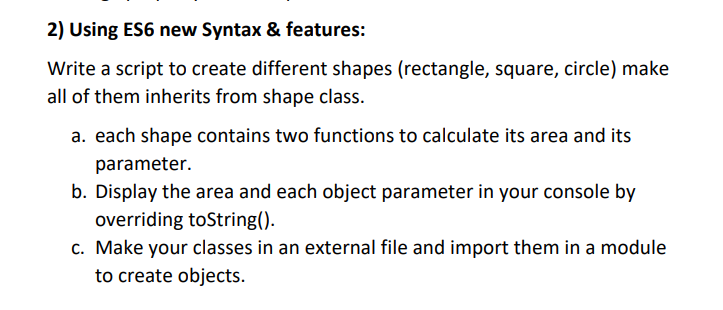 2) Using ES6 new Syntax & features:
Write a script to create different shapes (rectangle, square, circle) make
all of them inherits from shape class.
a. each shape contains two functions to calculate its area and its
parameter.
b. Display the area and each object parameter in your console by
overriding toString().
c. Make your classes in an external file and import them in a module
to create objects.